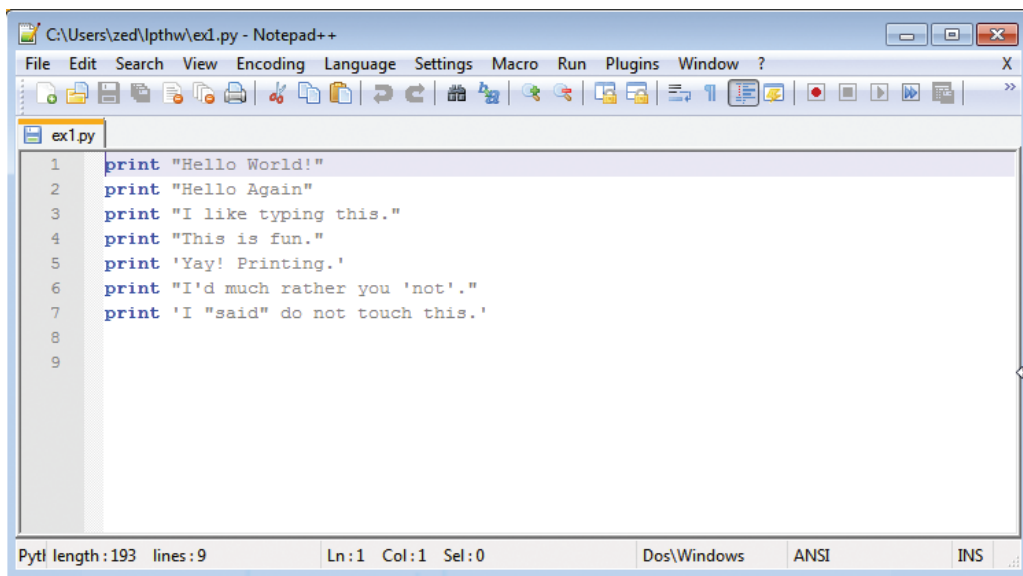 C:\Users\zed\lpthw\ex1.py - Notepad++
File Edit Search View Encoding Language Settings Macro Run Plugins Window ? X
ex1.py
1 print "Hello World!"
2 print "Hello Again"
3 print "I like typing this."
4 print "This is fun."
5 print 'Yay! Printing.'
6 print "I'd much rather you 'not'."
7 print 'I "said" do not touch this.'
8
9
Pytl length : 193 lines : 9 Ln : 1 Col : 1 Sel : 0 Dos\Windows ANSI INS